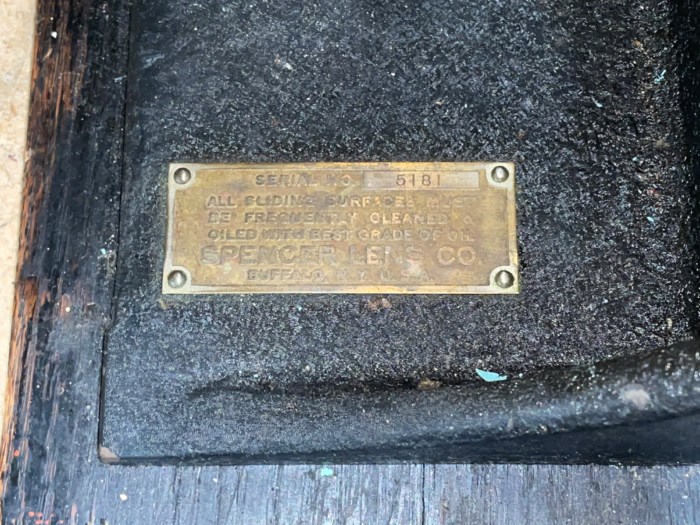 SERIAL NO. 5181
ALL SLIDING SURFACES MUST
BE FREQUENTLY CLEANED &
OILED WITH BEST GRADE OF OIL
SPENCER LENS CO.
BUFFALO, N.Y. U.S.A.